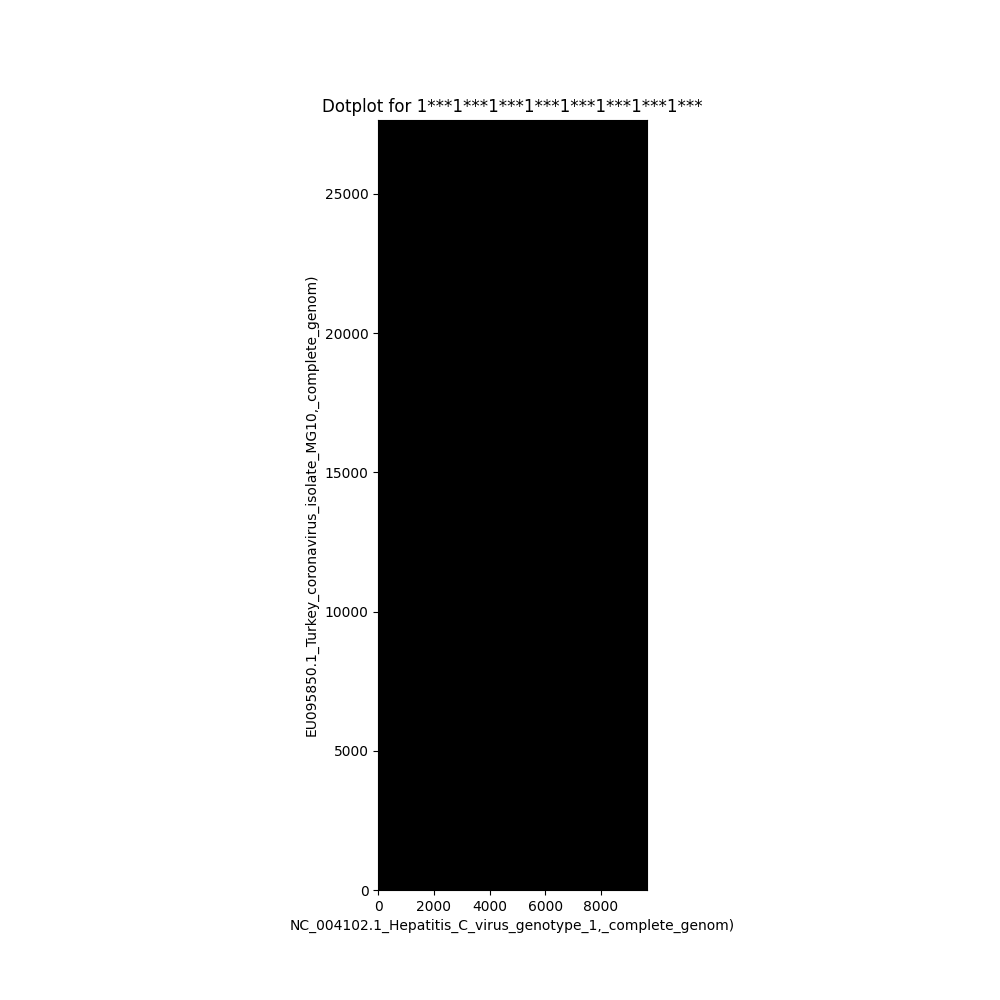 Dotplot for 1***1***1***1***1***1***1***1***
25000
20000
15000
10000
5000
0
EU095850.1_Turkey_coronavirus_isolate_MG10,_complete_genom)
0 2000 4000 6000 8000
NC_004102.1_Hepatitis_C_virus_genotype_1,_complete_genom)